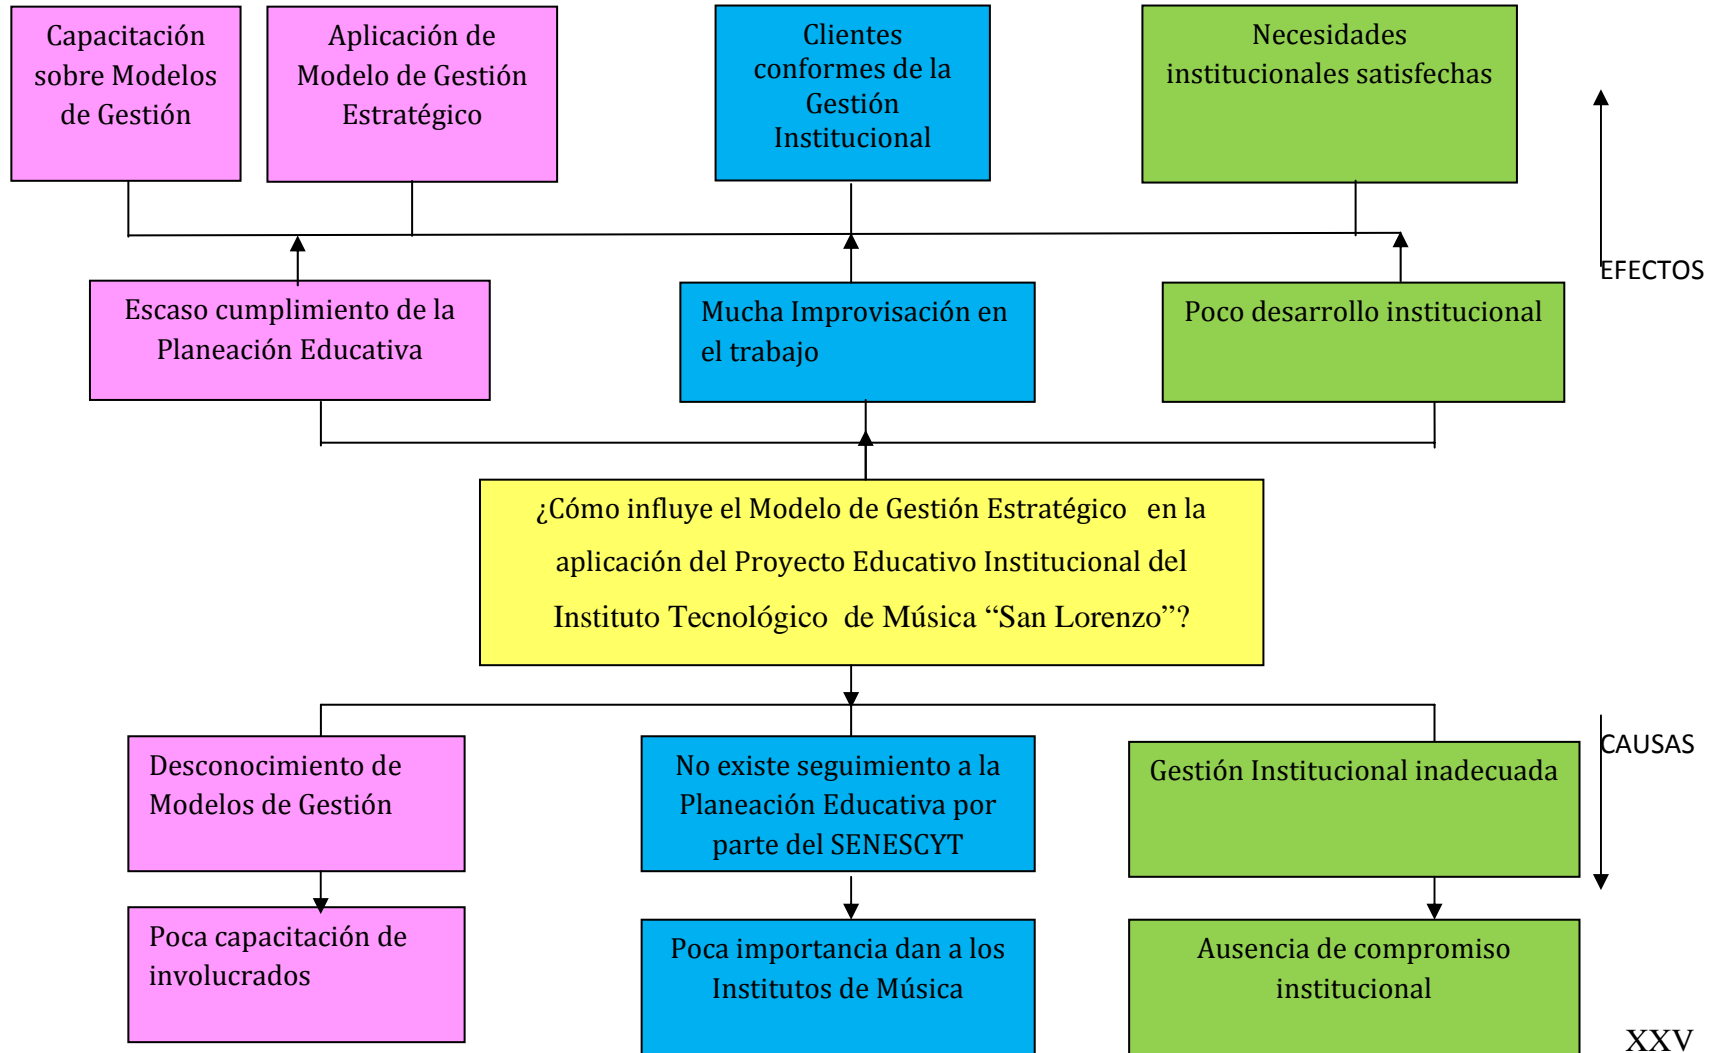 Capacitación
sobre Modelos
de Gestión
Aplicación de
Modelo de Gestión
Estratégico
Clientes
conformes de la
Gestión
Institucional
Necesidades
institucionales satisfechas
EFECTOS
Escaso cumplimiento de la
Planeación Educativa
Mucha Improvisación en
el trabajo
Poco desarrollo institucional
¿Cómo influye el Modelo de Gestión Estratégico en la
aplicación del Proyecto Educativo Institucional del
Instituto Tecnológico de Música “San Lorenzo”?
CAUSAS
Desconocimiento de
Modelos de Gestión
No existe seguimiento a la
Planeación Educativa por
parte del SENESCYT
Gestión Institucional inadecuada
Poca capacitación de
involucrados
Poca importancia dan a los
Institutos de Música
Ausencia de compromiso
institucional
XXV